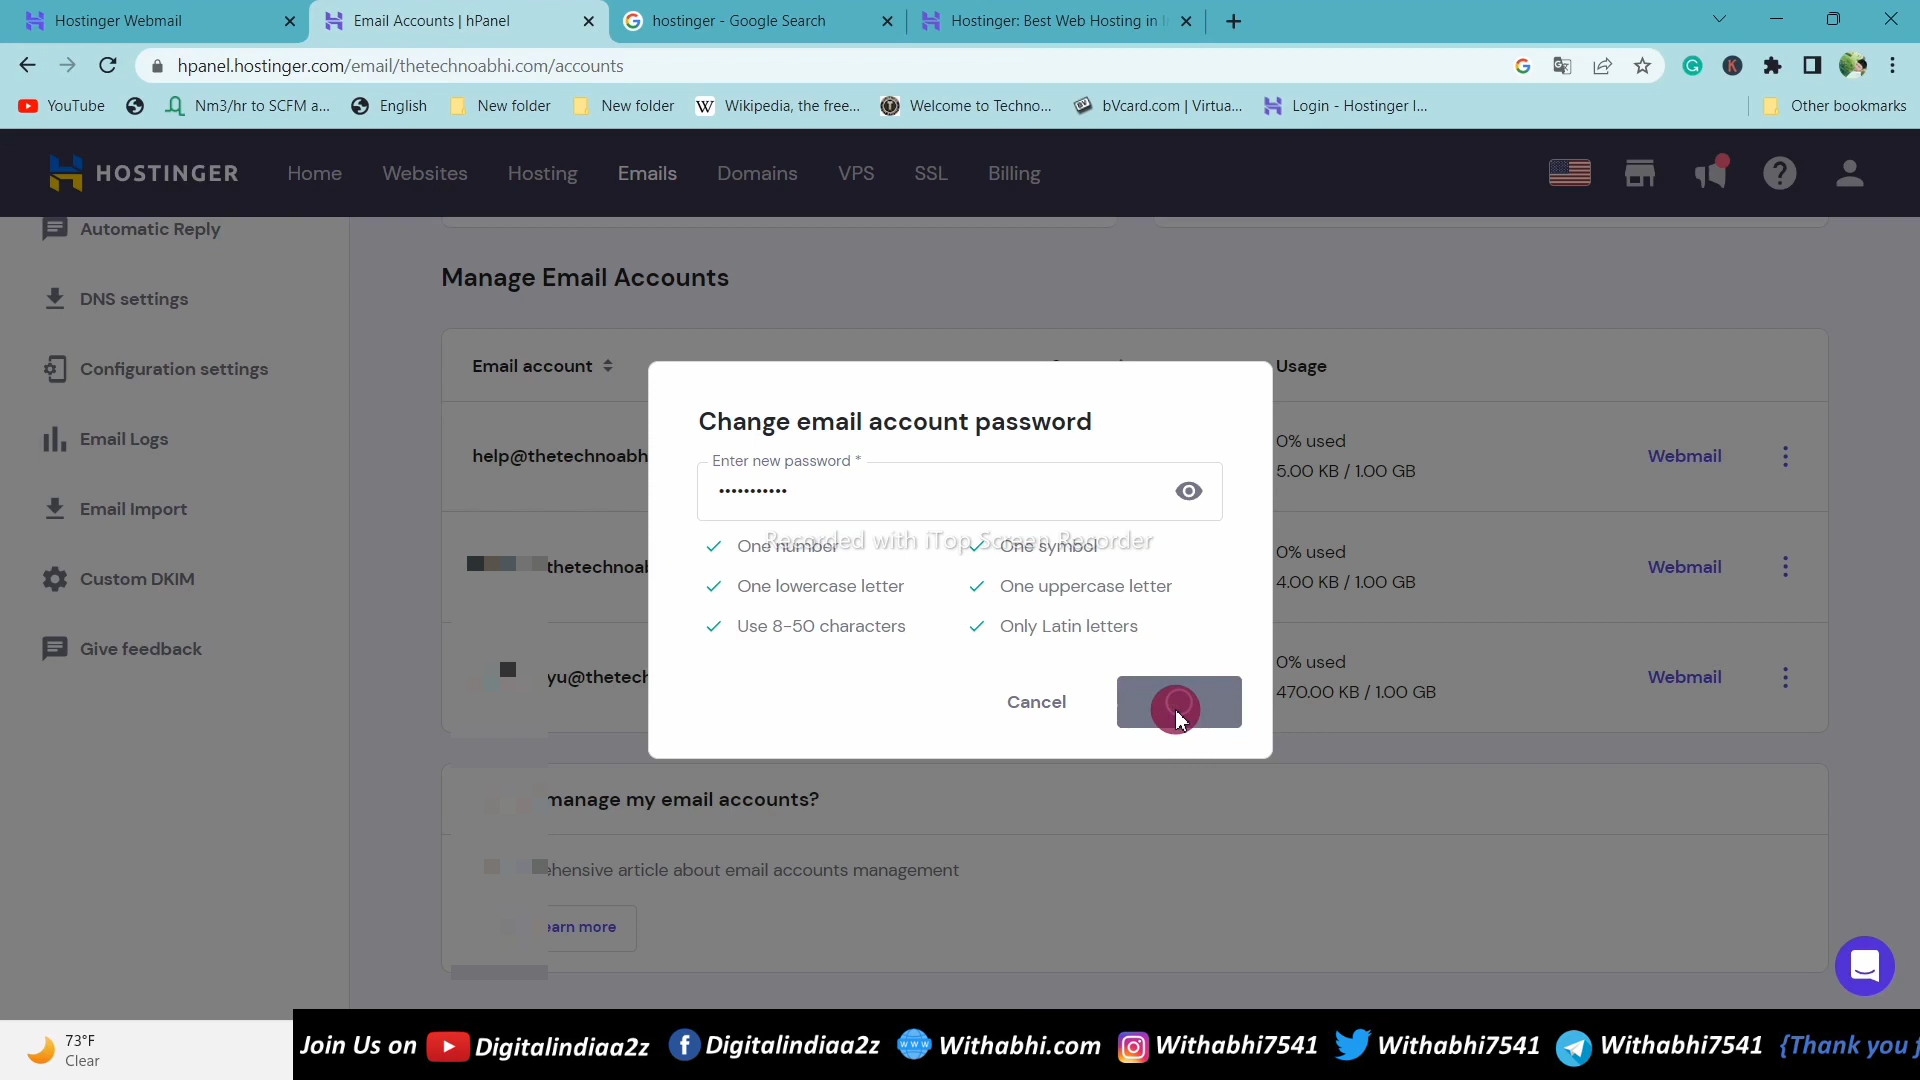 Hostinger Webmail
Email Accounts | hPanel
hostinger - Google Search
Hostinger: Best Web Hosting in I
hpanel.hostinger.com/email/thetechnoabhi.com/accounts
YouTube
Nm3/hr to SCFM a...
English
New folder
New folder
Wikipedia, the free...
Welcome to Techno...
bVcard.com | Virtua...
Login - Hostinger I...
Other bookmarks
HOSTINGER
Home
Websites
Hosting
Emails
Domains
VPS
SSL
Billing
Automatic Reply
DNS settings
Configuration settings
Email Logs
Email Import
Custom DKIM
Give feedback
Manage Email Accounts
Email account
Usage
help@thetechnoabh
0% used
5.00 KB / 1.00 GB
Webmail
thetechnoal
0% used
4.00 KB / 1.00 GB
Webmail
yu@thetech
0% used
470.00 KB / 1.00 GB
Webmail
Change email account password
Enter new password *
•••••••••••
Recorded with iTop Screen Recorder
One number
One symbol
One lowercase letter
One uppercase letter
Use 8-50 characters
Only Latin letters
Cancel
manage my email accounts?
hensive article about email accounts management
earn more
73°F
Clear
Join Us on
Digitalindiaa2z
Digitalindiaa2z
Withabhi.com
Withabhi7541
Withabhi7541
Withabhi7541
{Thank you